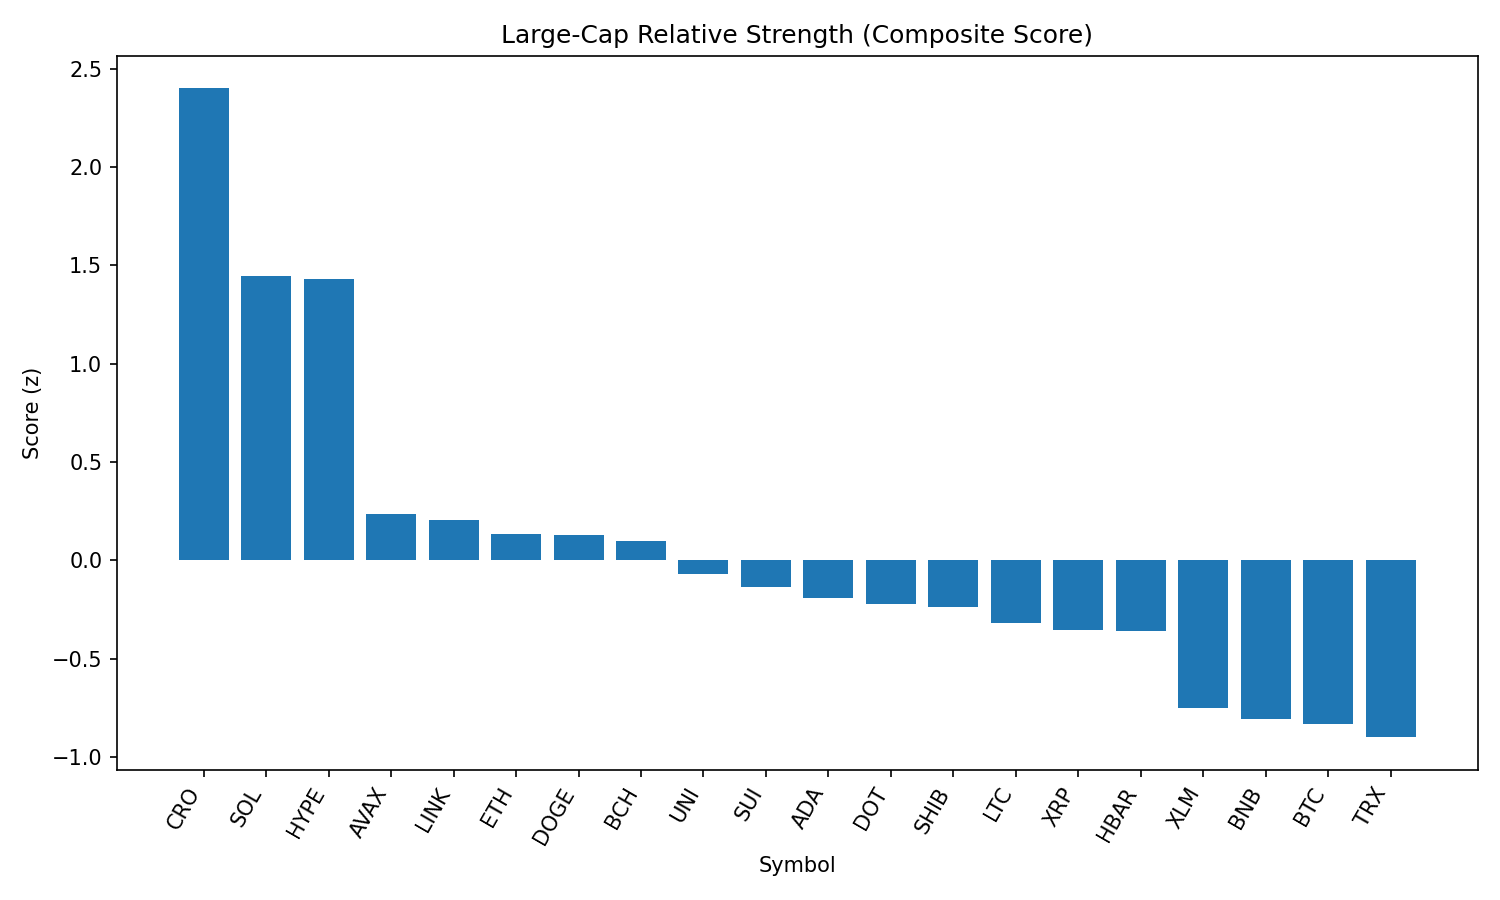 Large-Cap Relative Strength (Composite Score)
2.5
2.0
1.5
1.0
0.5
0.0
−0.5
−1.0
Score (z)
CRO
SOL
HYPE
AVAX
LINK
ETH
DOGE
BCH
UNI
SUI
ADA
DOT
SHIB
LTC
XRP
HBAR
XLM
BNB
BTC
TRX
Symbol